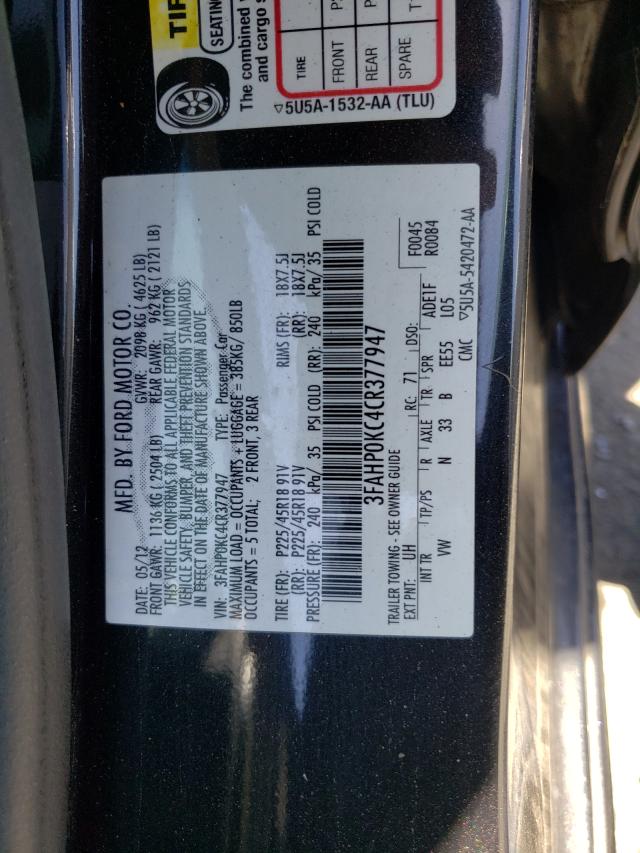 TIR
SEATING
The combined
and cargo
TIRE
FRONT
REAR
SPARE
▽5U5A-1532-AA (TLU)
MFD. BY FORD MOTOR CO.
DATE: 05/12 GVWR: 2098 KG ( 4625 LB)
FRONT GAWR: 1136 KG ( 2504 LB) REAR GAWR: 962 KG ( 2121 LB)
THIS VEHICLE CONFORMS TO ALL APPLICABLE FEDERAL MOTOR
VEHICLE SAFETY, BUMPER, AND THEFT PREVENTION STANDARDS
IN EFFECT ON THE DATE OF MANUFACTURE SHOWN ABOVE.
VIN: 3FAHP0KC4CR377947 TYPE: Passenger Car
MAXIMUM LOAD = OCCUPANTS + LUGGAGE = 385KG/ 850LB
OCCUPANTS = 5 TOTAL: 2 FRONT, 3 REAR
TIRE (FR): P225/45R18 91V RIMS (FR): 18X7.5J
(RR): P225/45R18 91V (RR): 18X7.5J
PRESSURE (FR): 240 kPa/ 35 PSI COLD (RR): 240 kPa/ 35 PSI COLD
3FAHP0KC4CR377947
TRAILER TOWING - SEE OWNER GUIDE F0045
EXT PNT: UH RC: 71 DSO: R0084
INT TR TP/PS R AXLE TR SPR ADE1F
VW N 33 B EE55 L05
CMC ▽5U5A-5420472-AA